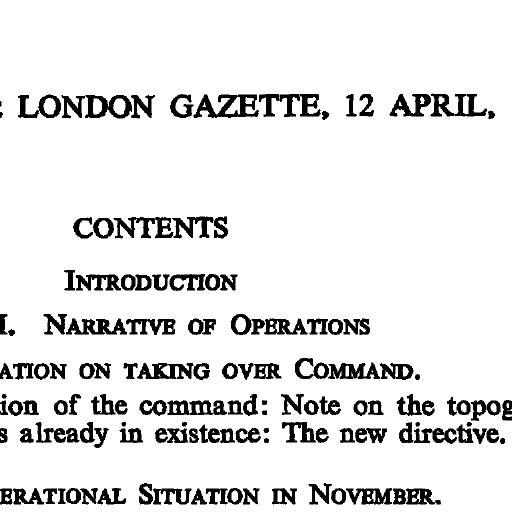 LONDON GAZETTE, 12 APRIL,
CONTENTS
INTRODUCTION
I. NARRATIVE OF OPERATIONS
ATION ON TAKING OVER COMMAND.
ion of the command: Note on the topog
s already in existence: The new directive.
ERATIONAL SITUATION IN NOVEMBER.